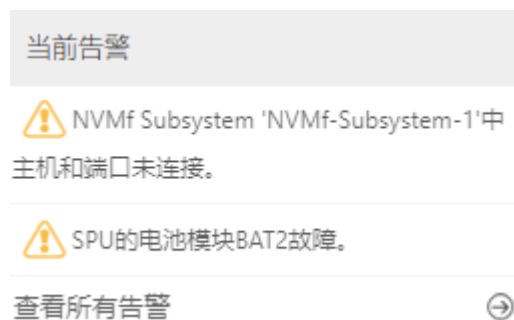 当前告警
NVMf Subsystem 'NVMf-Subsystem-1'中
主机和端口未连接。
SPU的电池模块BAT2故障。
查看所有告警